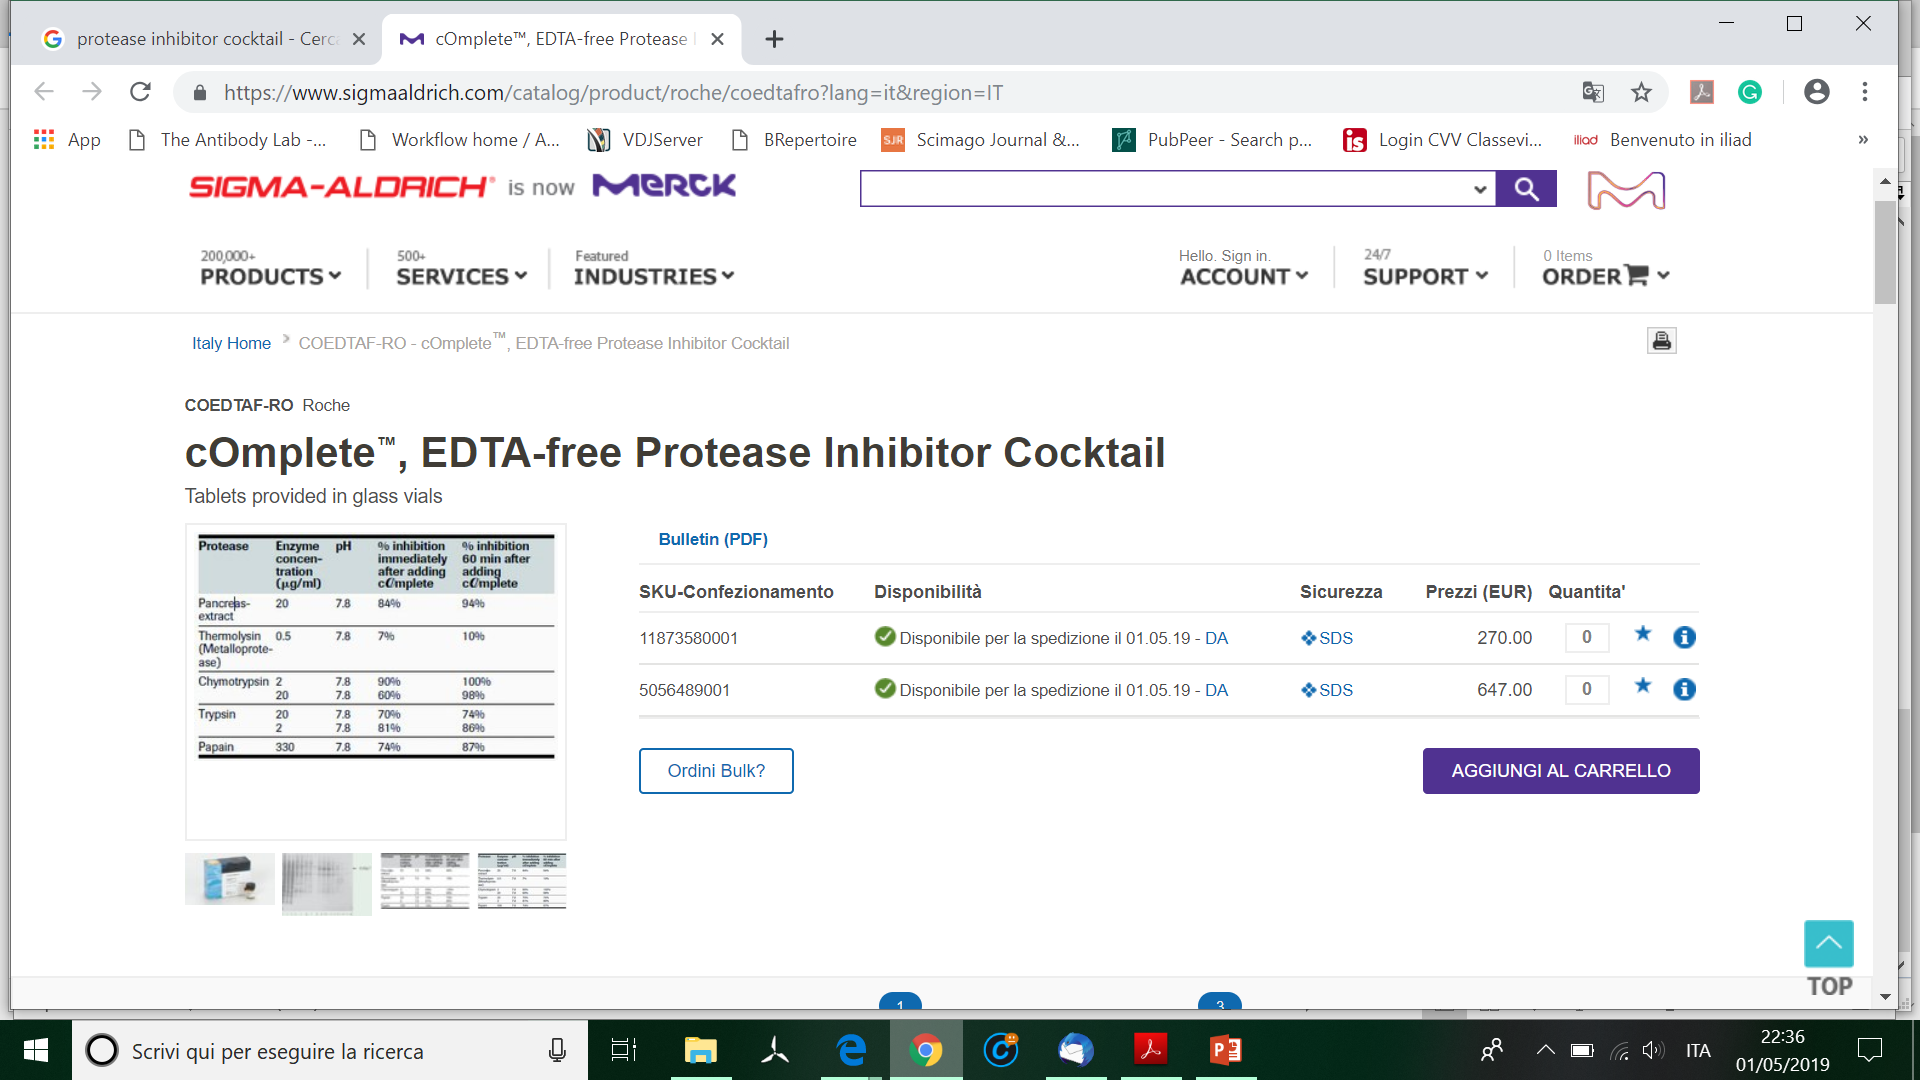 protease inhibitor cocktail - Cerca
cOmplete™, EDTA-free Protease
https://www.sigmaaldrich.com/catalog/product/roche/coedtafro?lang=it&region=IT
App The Antibody Lab -... Workflow home / A... VDJServer BRepertoire SJR Scimago Journal &... PubPeer - Search p... is Login CVV Classevi... iliad Benvenuto in iliad »
SIGMA-ALDRICH® is now MERCK
200,000+ 500+ Featured Hello. Sign in. 24/7 0 Items
PRODUCTS SERVICES INDUSTRIES ACCOUNT SUPPORT ORDER
Italy Home COEDTAF-RO - cOmplete™, EDTA-free Protease Inhibitor Cocktail
COEDTAF-RO Roche
cOmplete™, EDTA-free Protease Inhibitor Cocktail
Tablets provided in glass vials
Protease Enzyme pH % inhibition % inhibition
concen- immediately 60 min after
tration after adding adding
(µg/ml) cOmplete cOmplete
Pancreas- 20 7.8 84% 94%
extract
Thermolysin 0.5 7.8 7% 10%
(Metalloprote-
ase)
Chymotrypsin 2 7.8 90% 100%
20 7.8 60% 98%
Trypsin 20 7.8 70% 74%
2 7.8 81% 86%
Papain 330 7.8 74% 87%
Bulletin (PDF)
SKU-Confezionamento Disponibilità Sicurezza Prezzi (EUR) Quantita'
11873580001 Disponibile per la spedizione il 01.05.19 - DA SDS 270.00 0
5056489001 Disponibile per la spedizione il 01.05.19 - DA SDS 647.00 0
Ordini Bulk? AGGIUNGI AL CARRELLO
TOP
1 3
Scrivi qui per eseguire la ricerca
ITA
22:36
01/05/2019